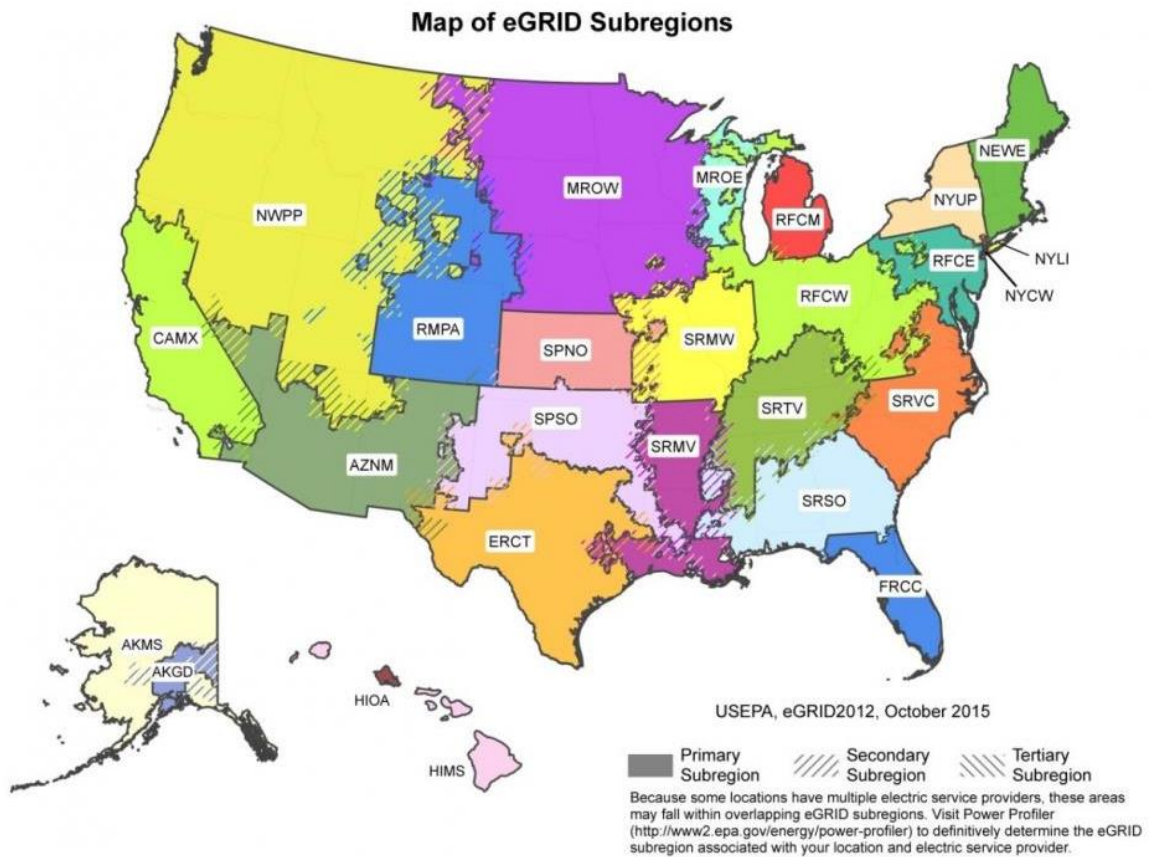 Map of eGRID Subregions
NEWE
MROE
MROW
NYUP
NWPP
RFCM
NYLI
RFCE
NYCW
RFCW
RMPA
CAMX
SRMW
SPNO
SRTV
SRVC
SPSO
SRMV
AZNM
SRSO
ERCT
FRCC
AKMS
AKGD
HIOA
HIMS
USEPA, eGRID2012, October 2015
Primary
Subregion
Secondary
Subregion
Tertiary
Subregion
Because some locations have multiple electric service providers, these areas
may fall within overlapping eGRID subregions. Visit Power Profiler
(http://www2.epa.gov/energy/power-profiler) to definitively determine the eGRID
subregion associated with your location and electric service provider.